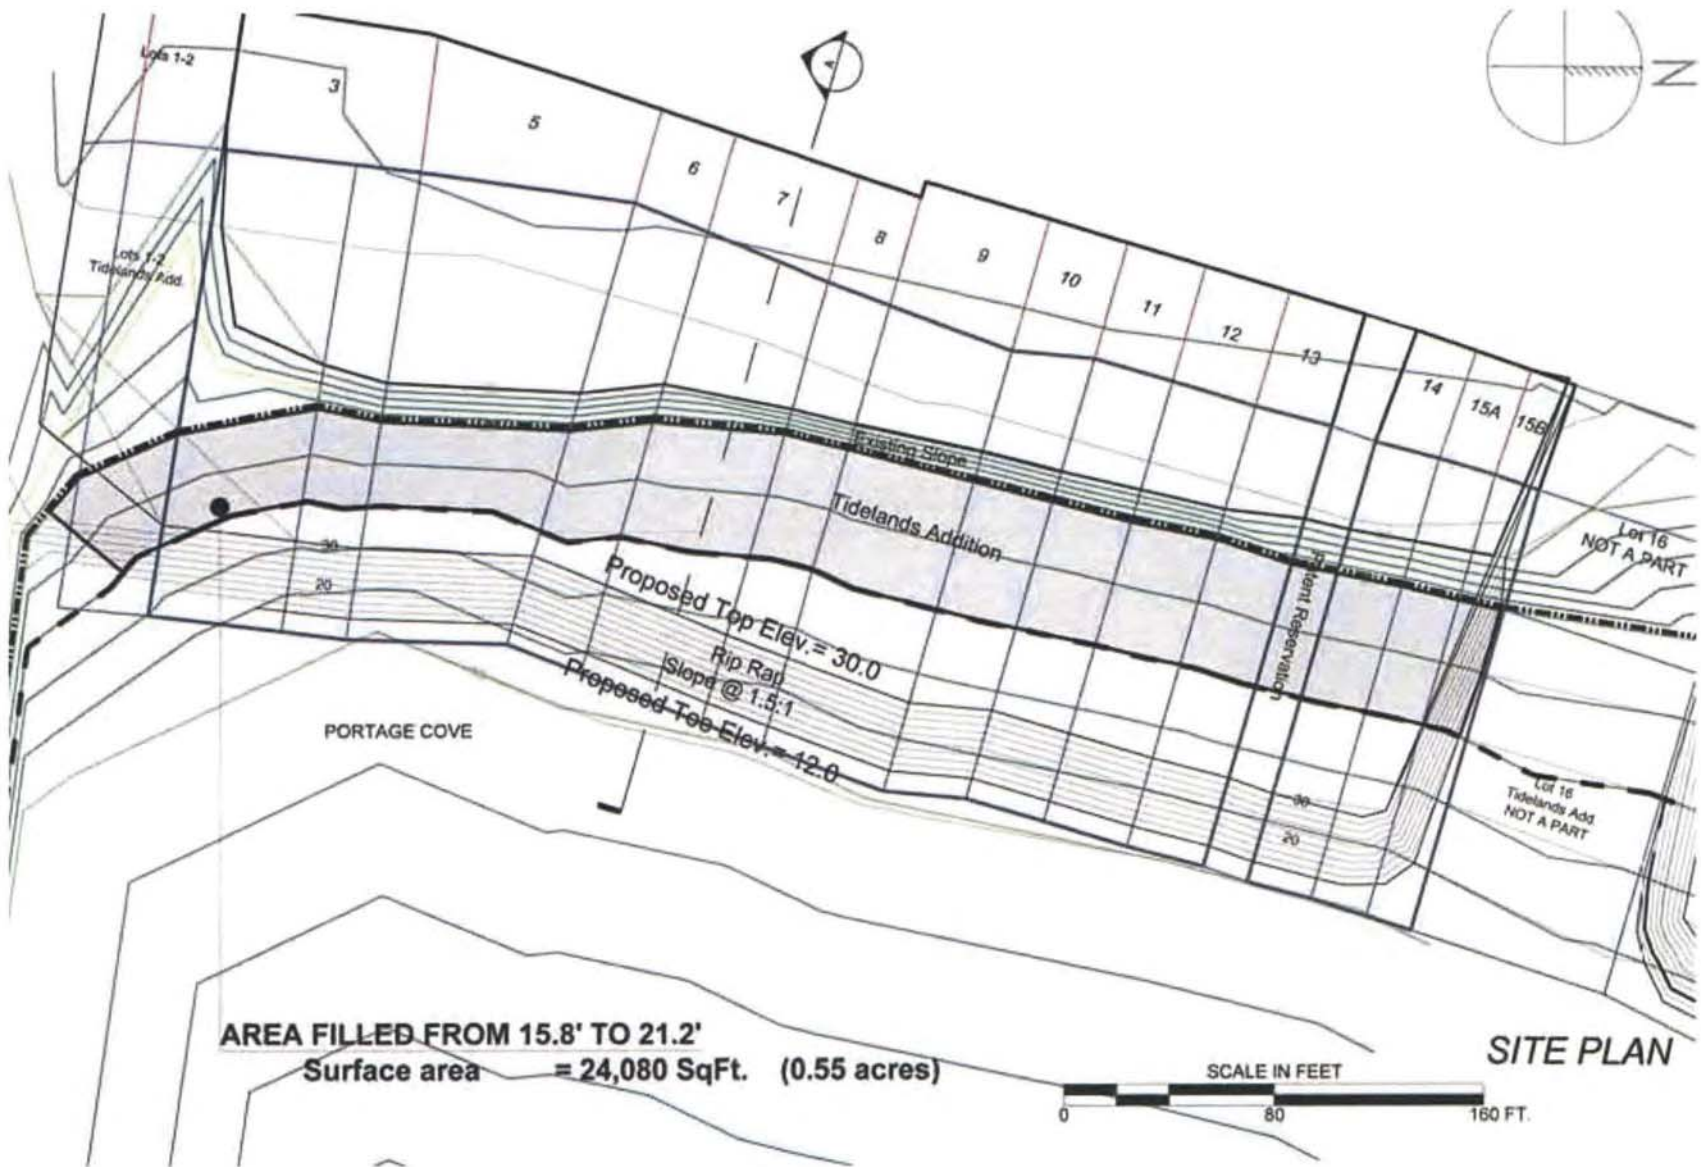 Lots 1-2
3
5
6
7
8
9
10
11
12
13
14
15A
15B
A
N
Lots 1-2
Tidelands Add.
Existing Slope
Tidelands Addition
Lot 16
NOT A PART
Patent Reservation
30
20
Proposed Top Elev. = 30.0
Rip Rap
Slope @ 1.5:1
Proposed Toe Elev. = 12.0
PORTAGE COVE
30
20
Lot 16
Tidelands Add.
NOT A PART
AREA FILLED FROM 15.8' TO 21.2'
Surface area = 24,080 SqFt. (0.55 acres)
SITE PLAN
SCALE IN FEET
0 80 160 FT.